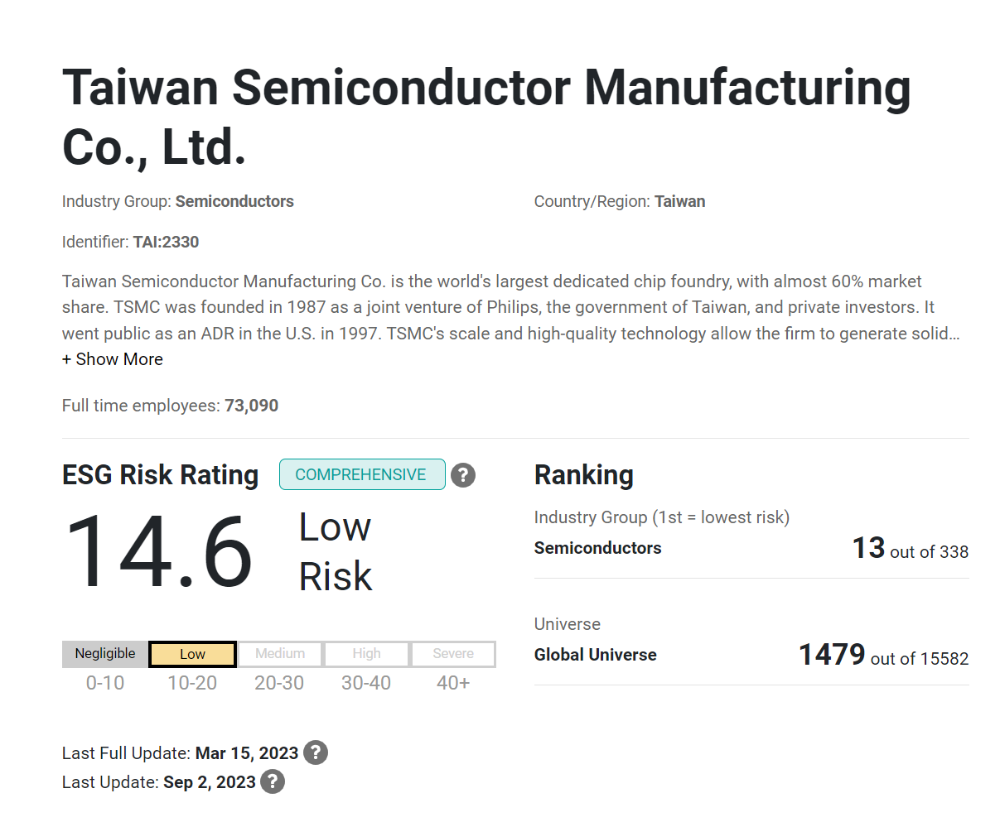 Taiwan Semiconductor Manufacturing
Co., Ltd.
Industry Group: Semiconductors
Country/Region: Taiwan
Identifier: TAI:2330
Taiwan Semiconductor Manufacturing Co. is the world's largest dedicated chip foundry, with almost 60% market
share. TSMC was founded in 1987 as a joint venture of Philips, the government of Taiwan, and private investors. It
went public as an ADR in the U.S. in 1997. TSMC's scale and high-quality technology allow the firm to generate solid...
+ Show More
Full time employees: 73,090
ESG Risk Rating COMPREHENSIVE ?
14.6 Low
Risk
Negligible Low Medium High Severe
0-10 10-20 20-30 30-40 40+
Last Full Update: Mar 15, 2023 ?
Last Update: Sep 2, 2023 ?
Ranking
Industry Group (1st = lowest risk)
Semiconductors 13 out of 338
Universe
Global Universe 1479 out of 15582